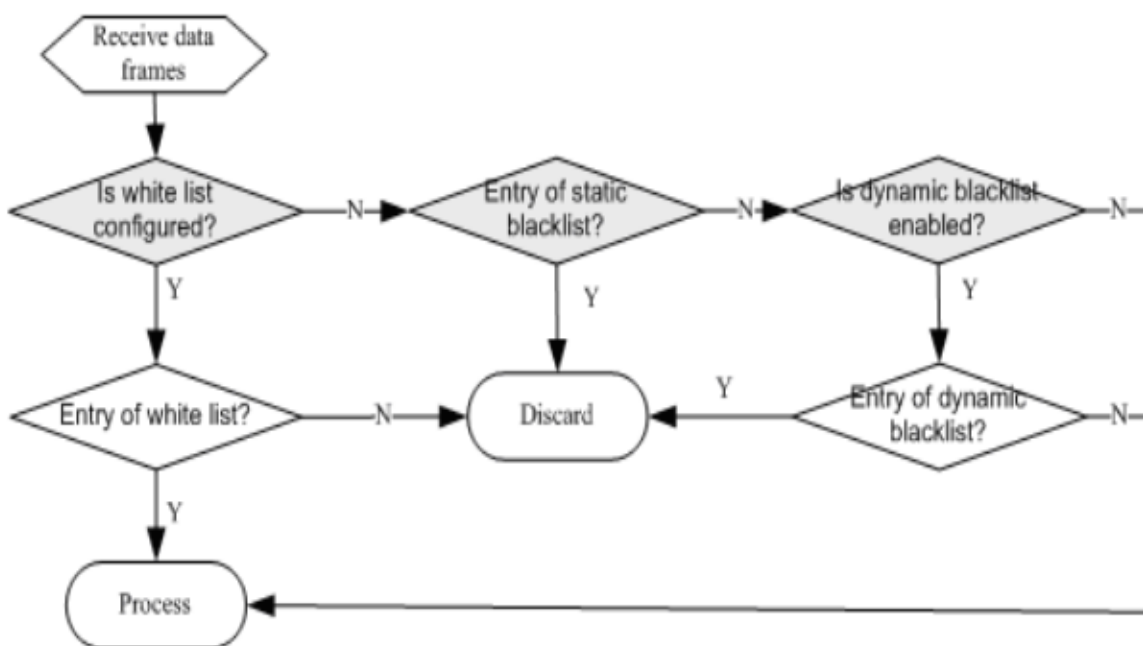 Receive data
frames
Is white list
configured?
N
Entry of static
blacklist?
N
Is dynamic blacklist
enabled?
N
Y
Y
Y
Entry of white list?
N
Discard
Y
Entry of dynamic
blacklist?
N
Y
Process